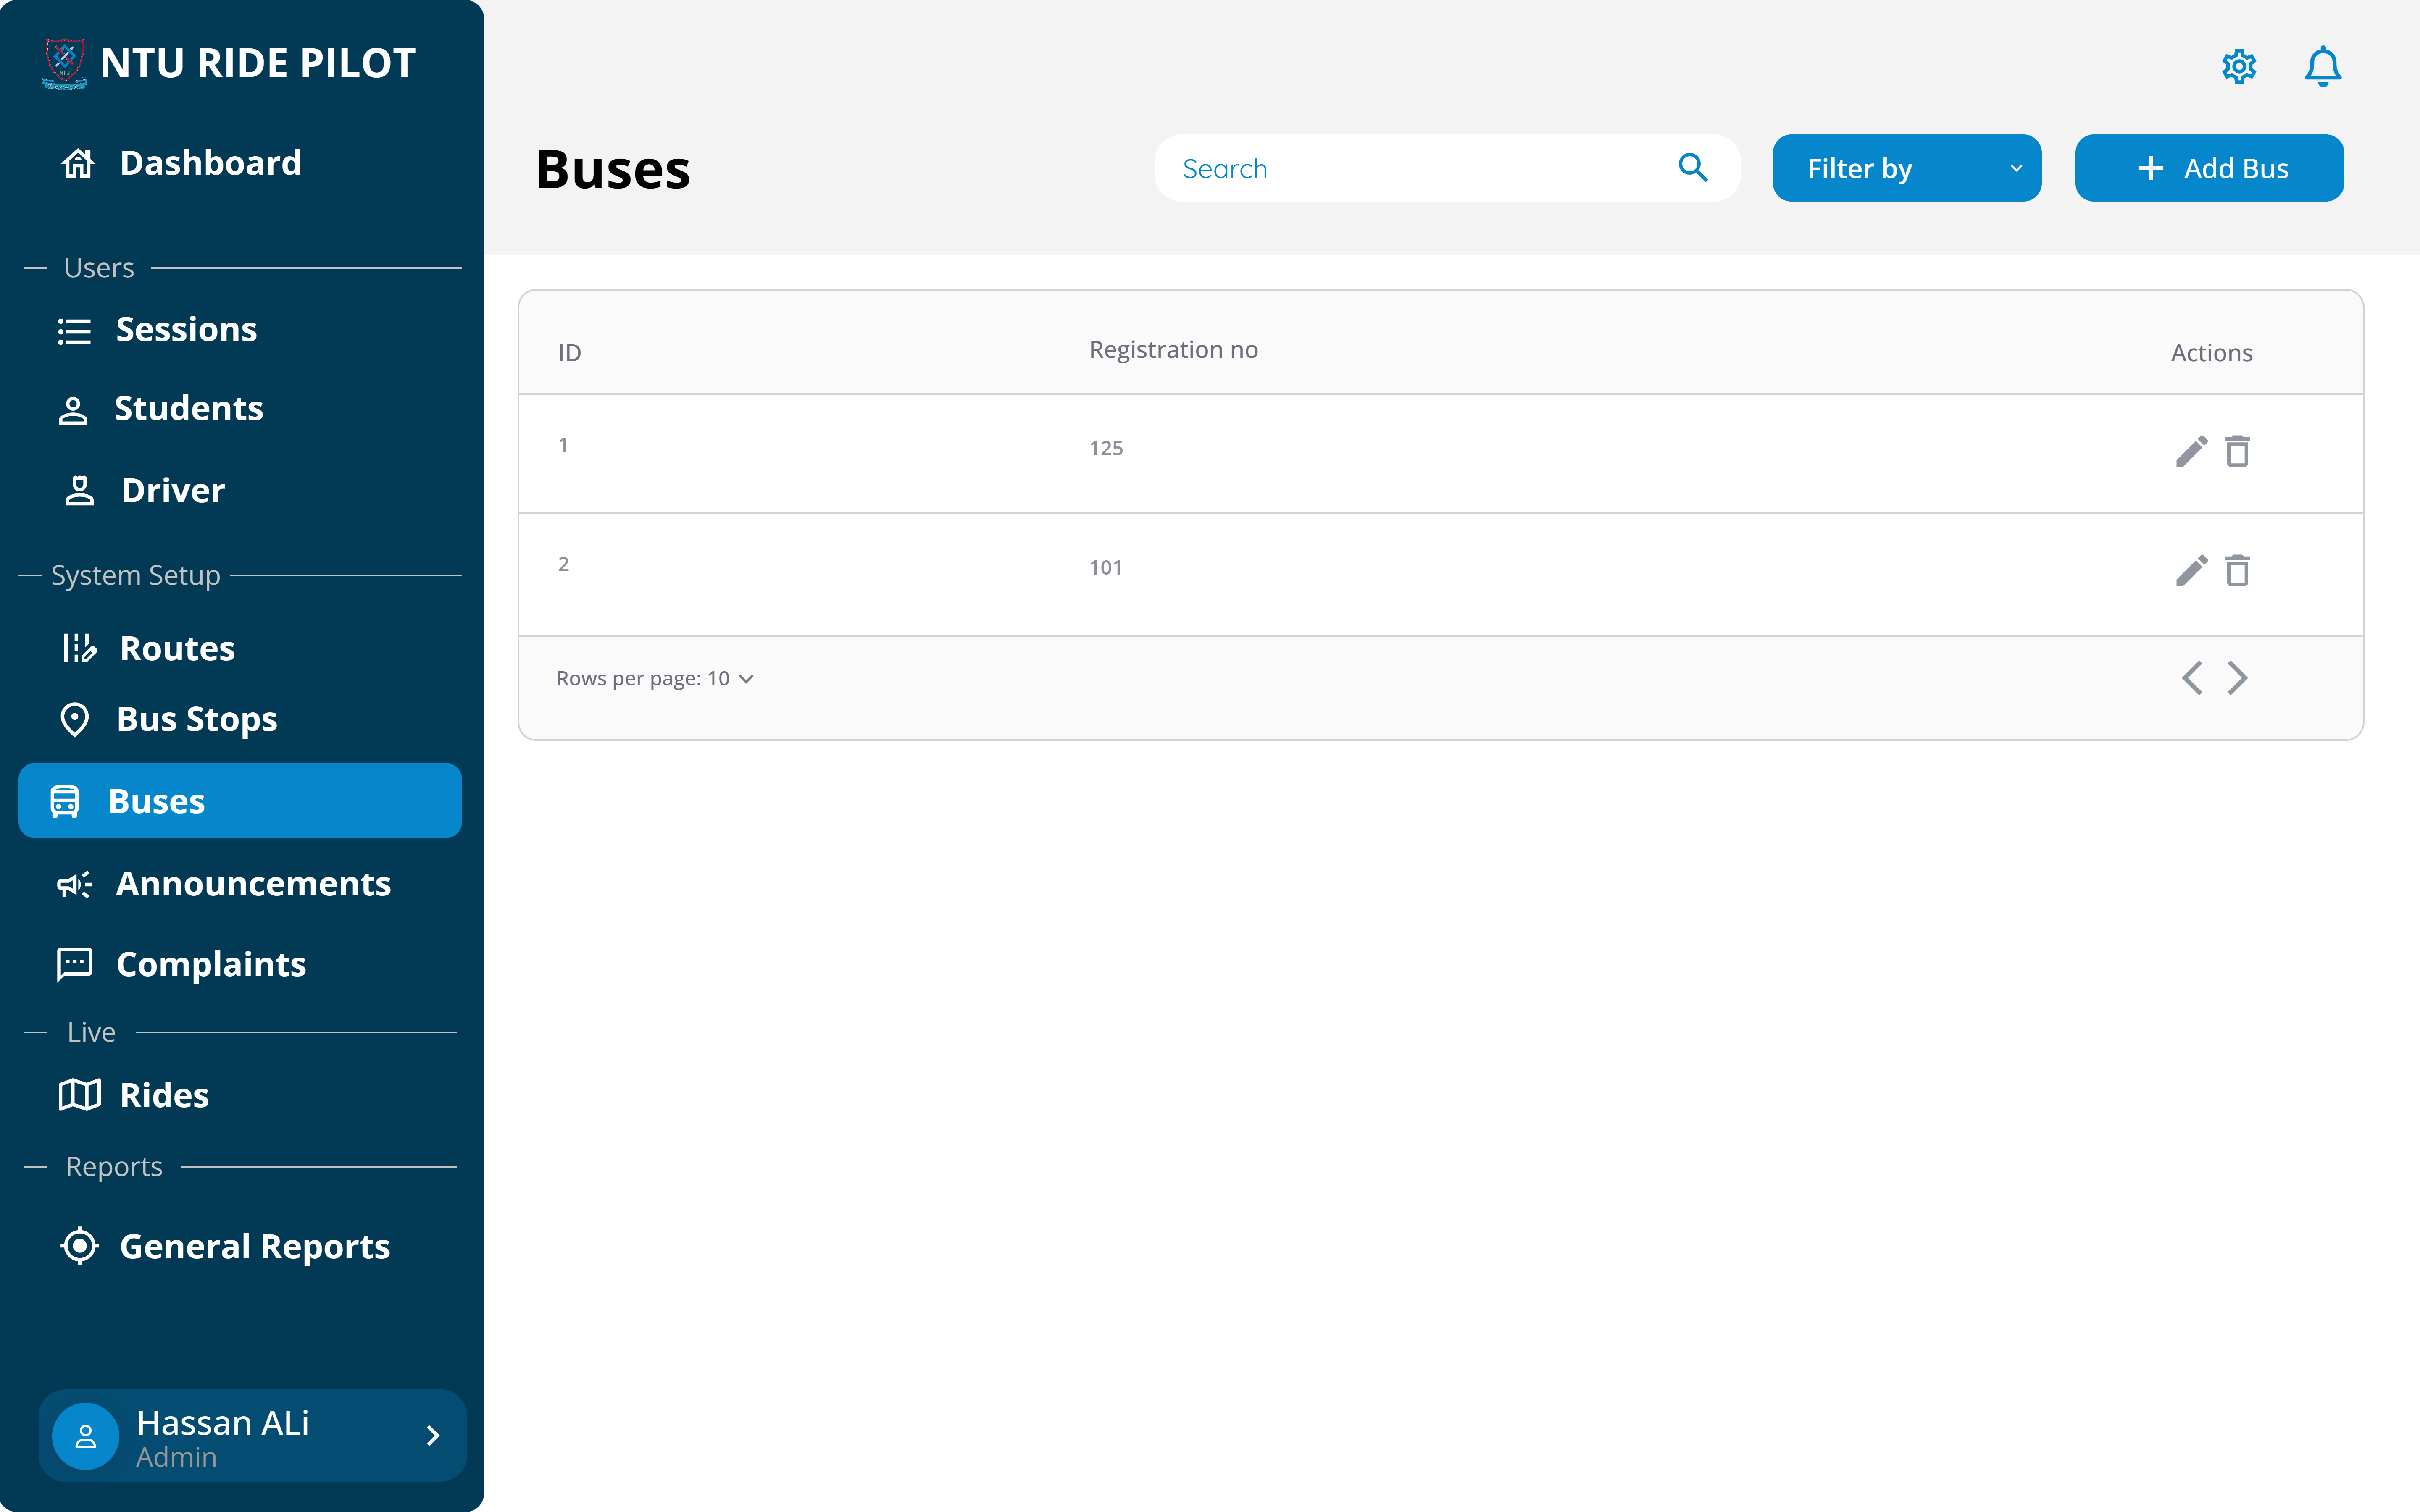 NTU RIDE PILOT
NTU
Dashboard
Users
Sessions
Students
Driver
System Setup
Routes
Bus Stops
Buses
Announcements
Complaints
Live
Rides
Reports
General Reports
Hassan ALi
Admin
Buses
Search
Filter by
Add Bus
ID Registration no Actions
1 125
2 101
Rows per page: 10